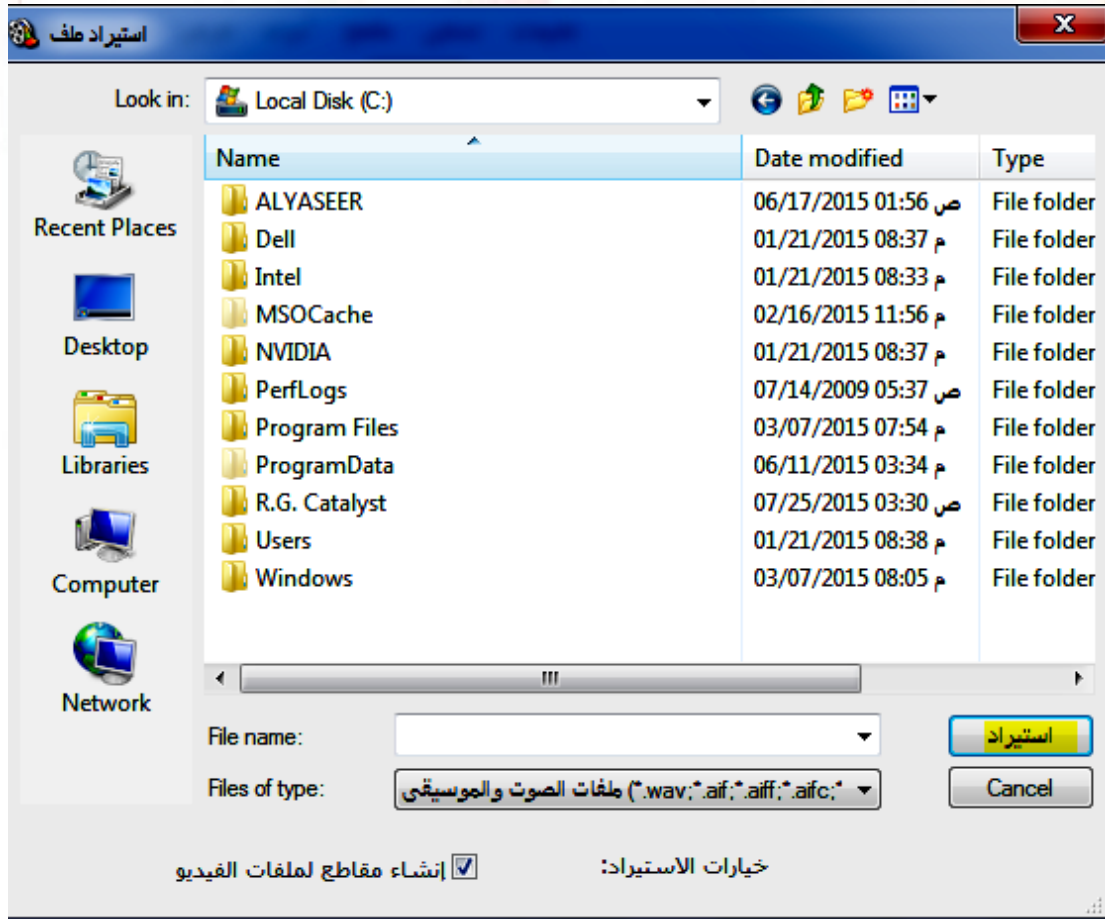 استيراد ملف
Look in: Local Disk (C:)
Name Date modified Type
ALYASEER 06/17/2015 01:56 ص File folder
Dell 01/21/2015 08:37 م File folder
Intel 01/21/2015 08:33 م File folder
MSOCache 02/16/2015 11:56 م File folder
NVIDIA 01/21/2015 08:37 م File folder
PerfLogs 07/14/2009 05:37 ص File folder
Program Files 03/07/2015 07:54 م File folder
ProgramData 06/11/2015 03:34 م File folder
R.G. Catalyst 07/25/2015 03:30 ص File folder
Users 01/21/2015 08:38 م File folder
Windows 03/07/2015 08:05 م File folder
Recent Places
Desktop
Libraries
Computer
Network
File name: استيراد
Files of type: ملفات الصوت والموسيقى (*.wav;*.aif;*.aiff;*.aifc;* Cancel
خيارات الاستيراد: إنشاء مقاطع لملفات الفيديو